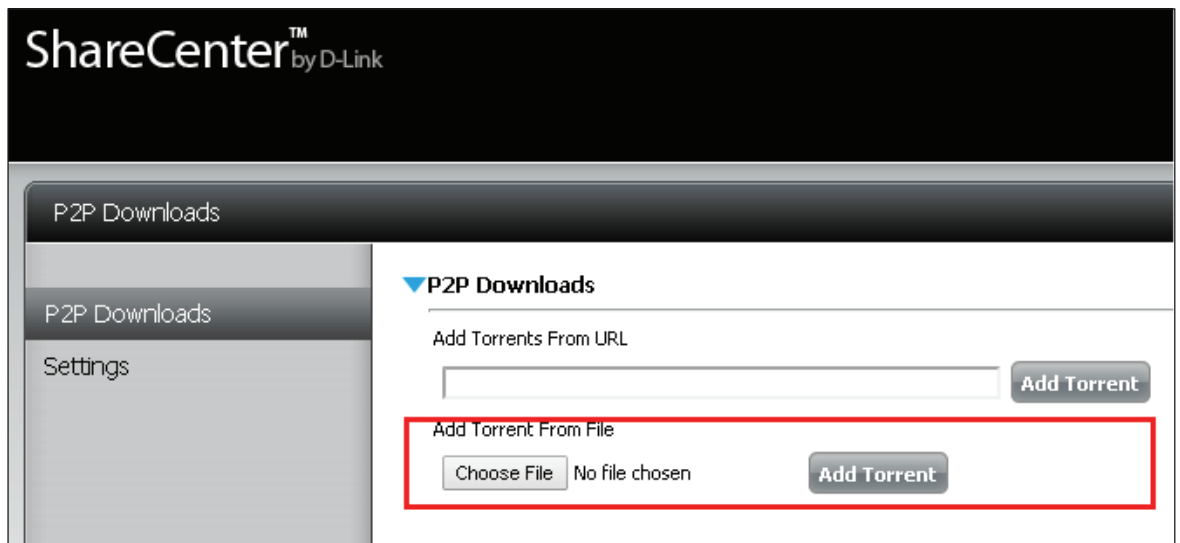 ShareCenter™ by D-Link
P2P Downloads
P2P Downloads
Settings
P2P Downloads
Add Torrents From URL
Add Torrent
Add Torrent From File
Choose File No file chosen Add Torrent